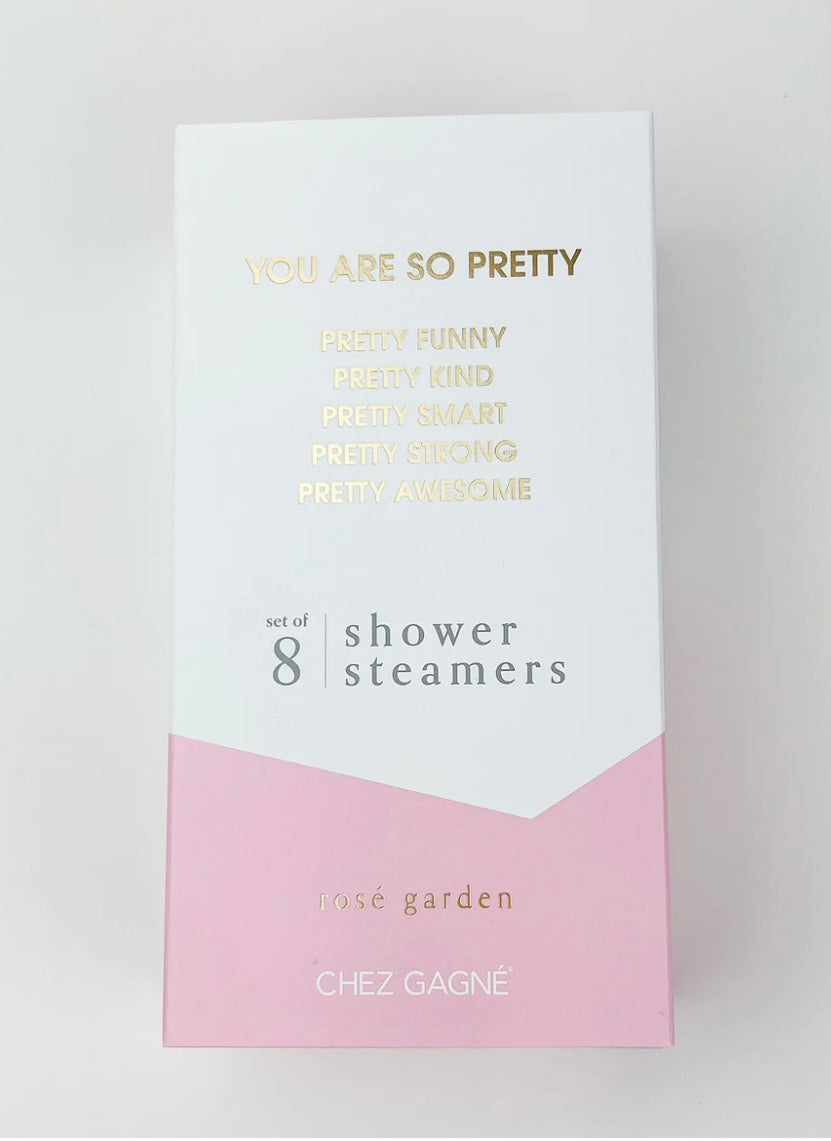 YOU ARE SO PRETTY
PRETTY FUNNY
PRETTY KIND
PRETTY SMART
PRETTY STRONG
PRETTY AWESOME
set of
8
shower
steamers
rosé garden
CHEZ GAGNÉ®